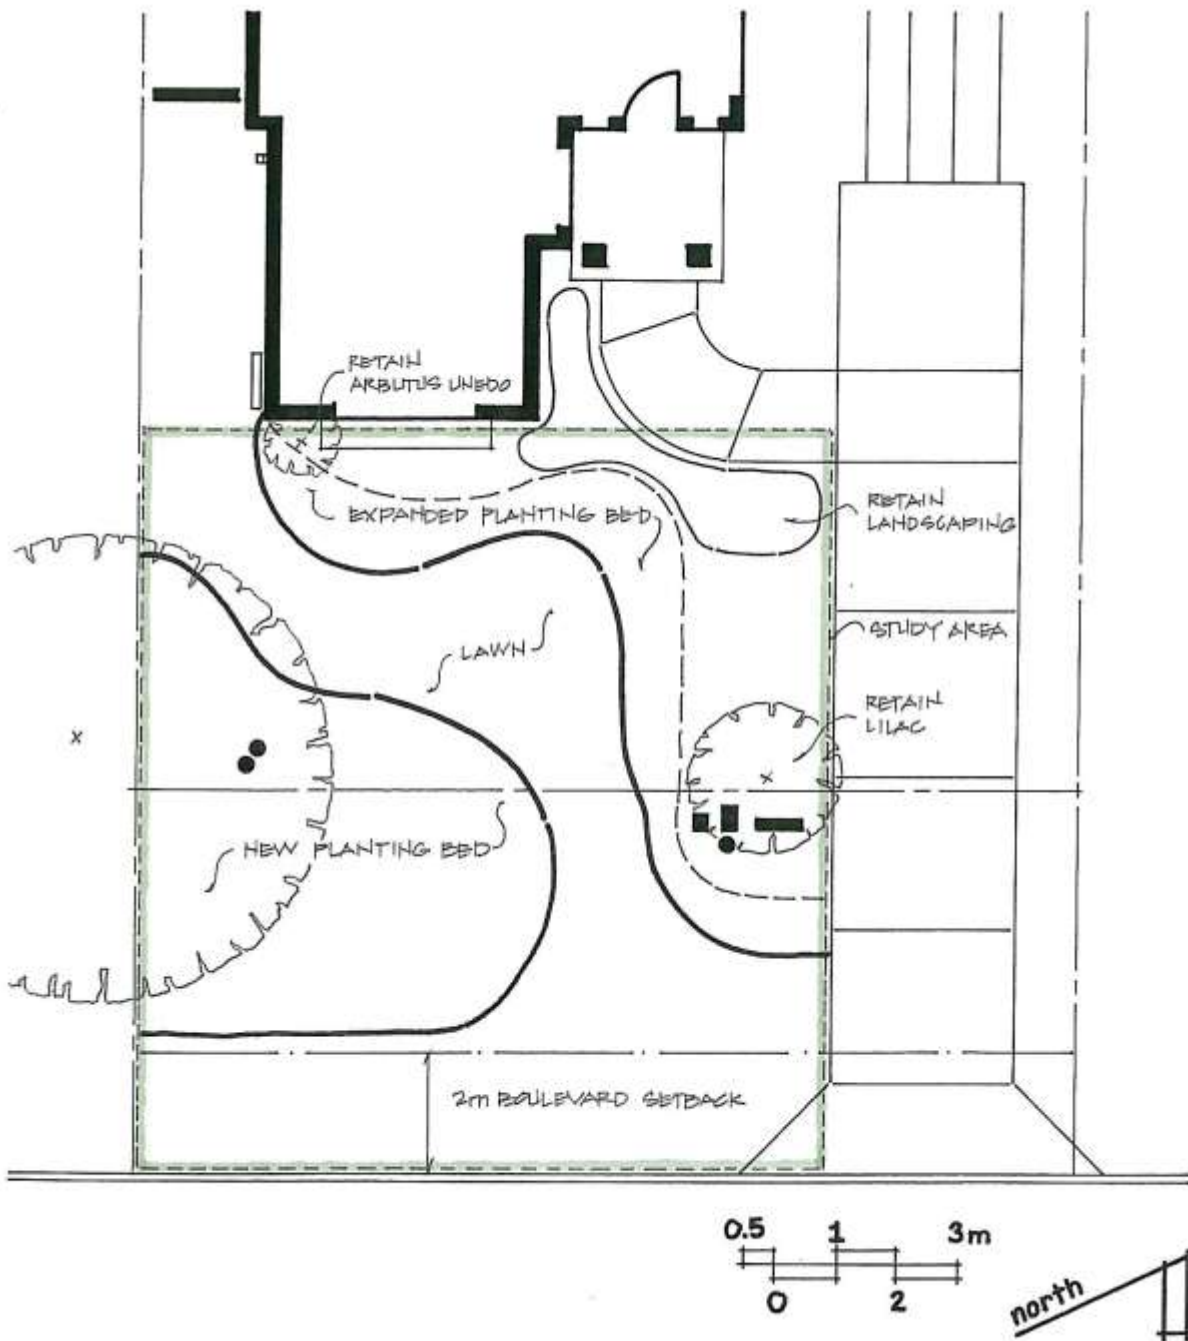 RETAIN
ARBUTUS UNEDO
EXPANDED PLANTING BED
RETAIN
LANDSCAPING
STUDY AREA
LAWN
RETAIN
LILAC
NEW PLANTING BED
2m BOULEVARD SETBACK
0.5 1 3m
0 2
north